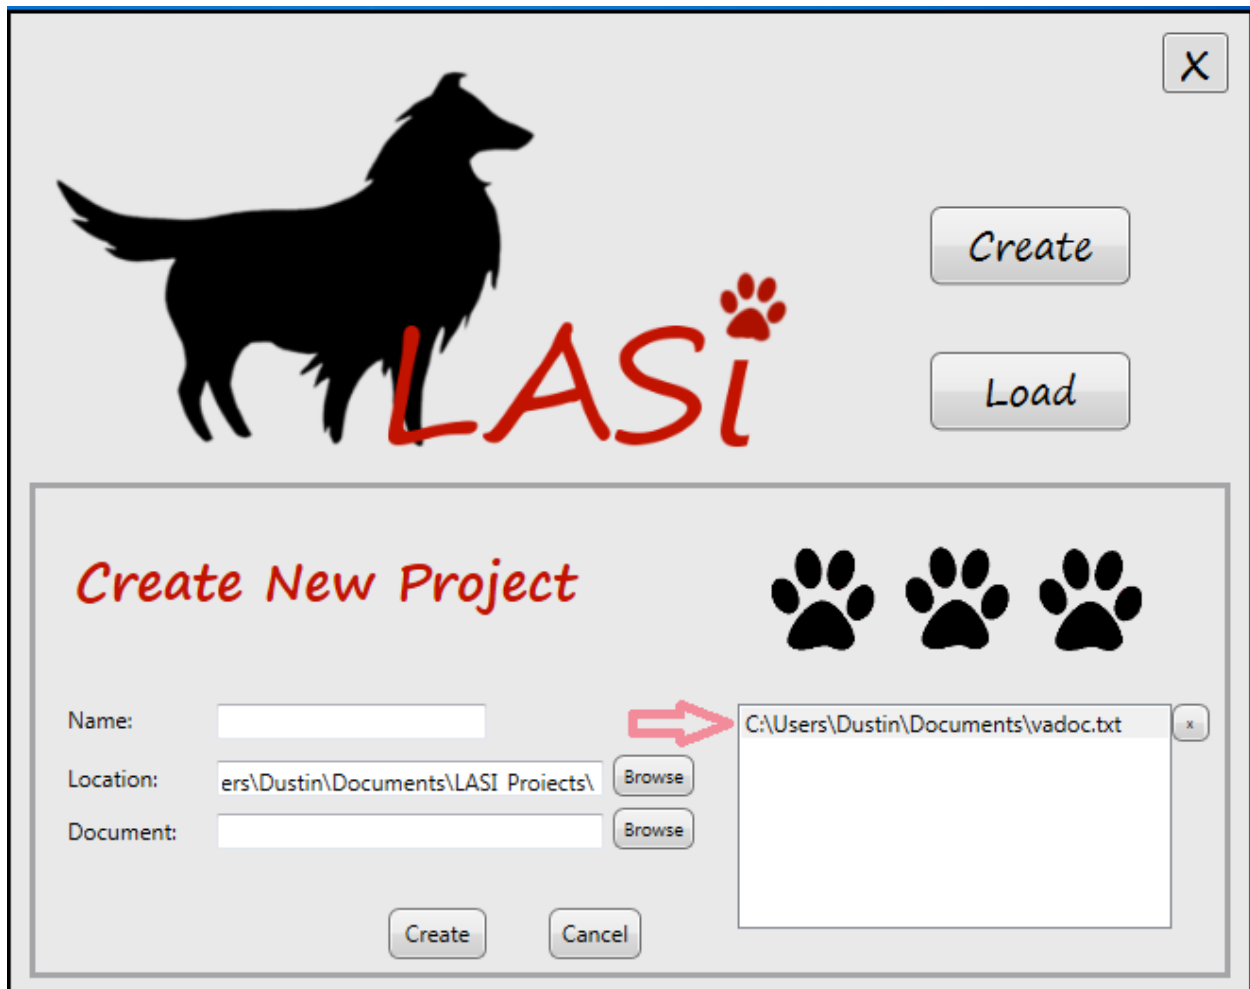 X
Create
LASi
Load
Create New Project
Name:
C:\Users\Dustin\Documents\vadoc.txt x
Location: ers\Dustin\Documents\LASI Projects\ Browse
Document: Browse
Create Cancel